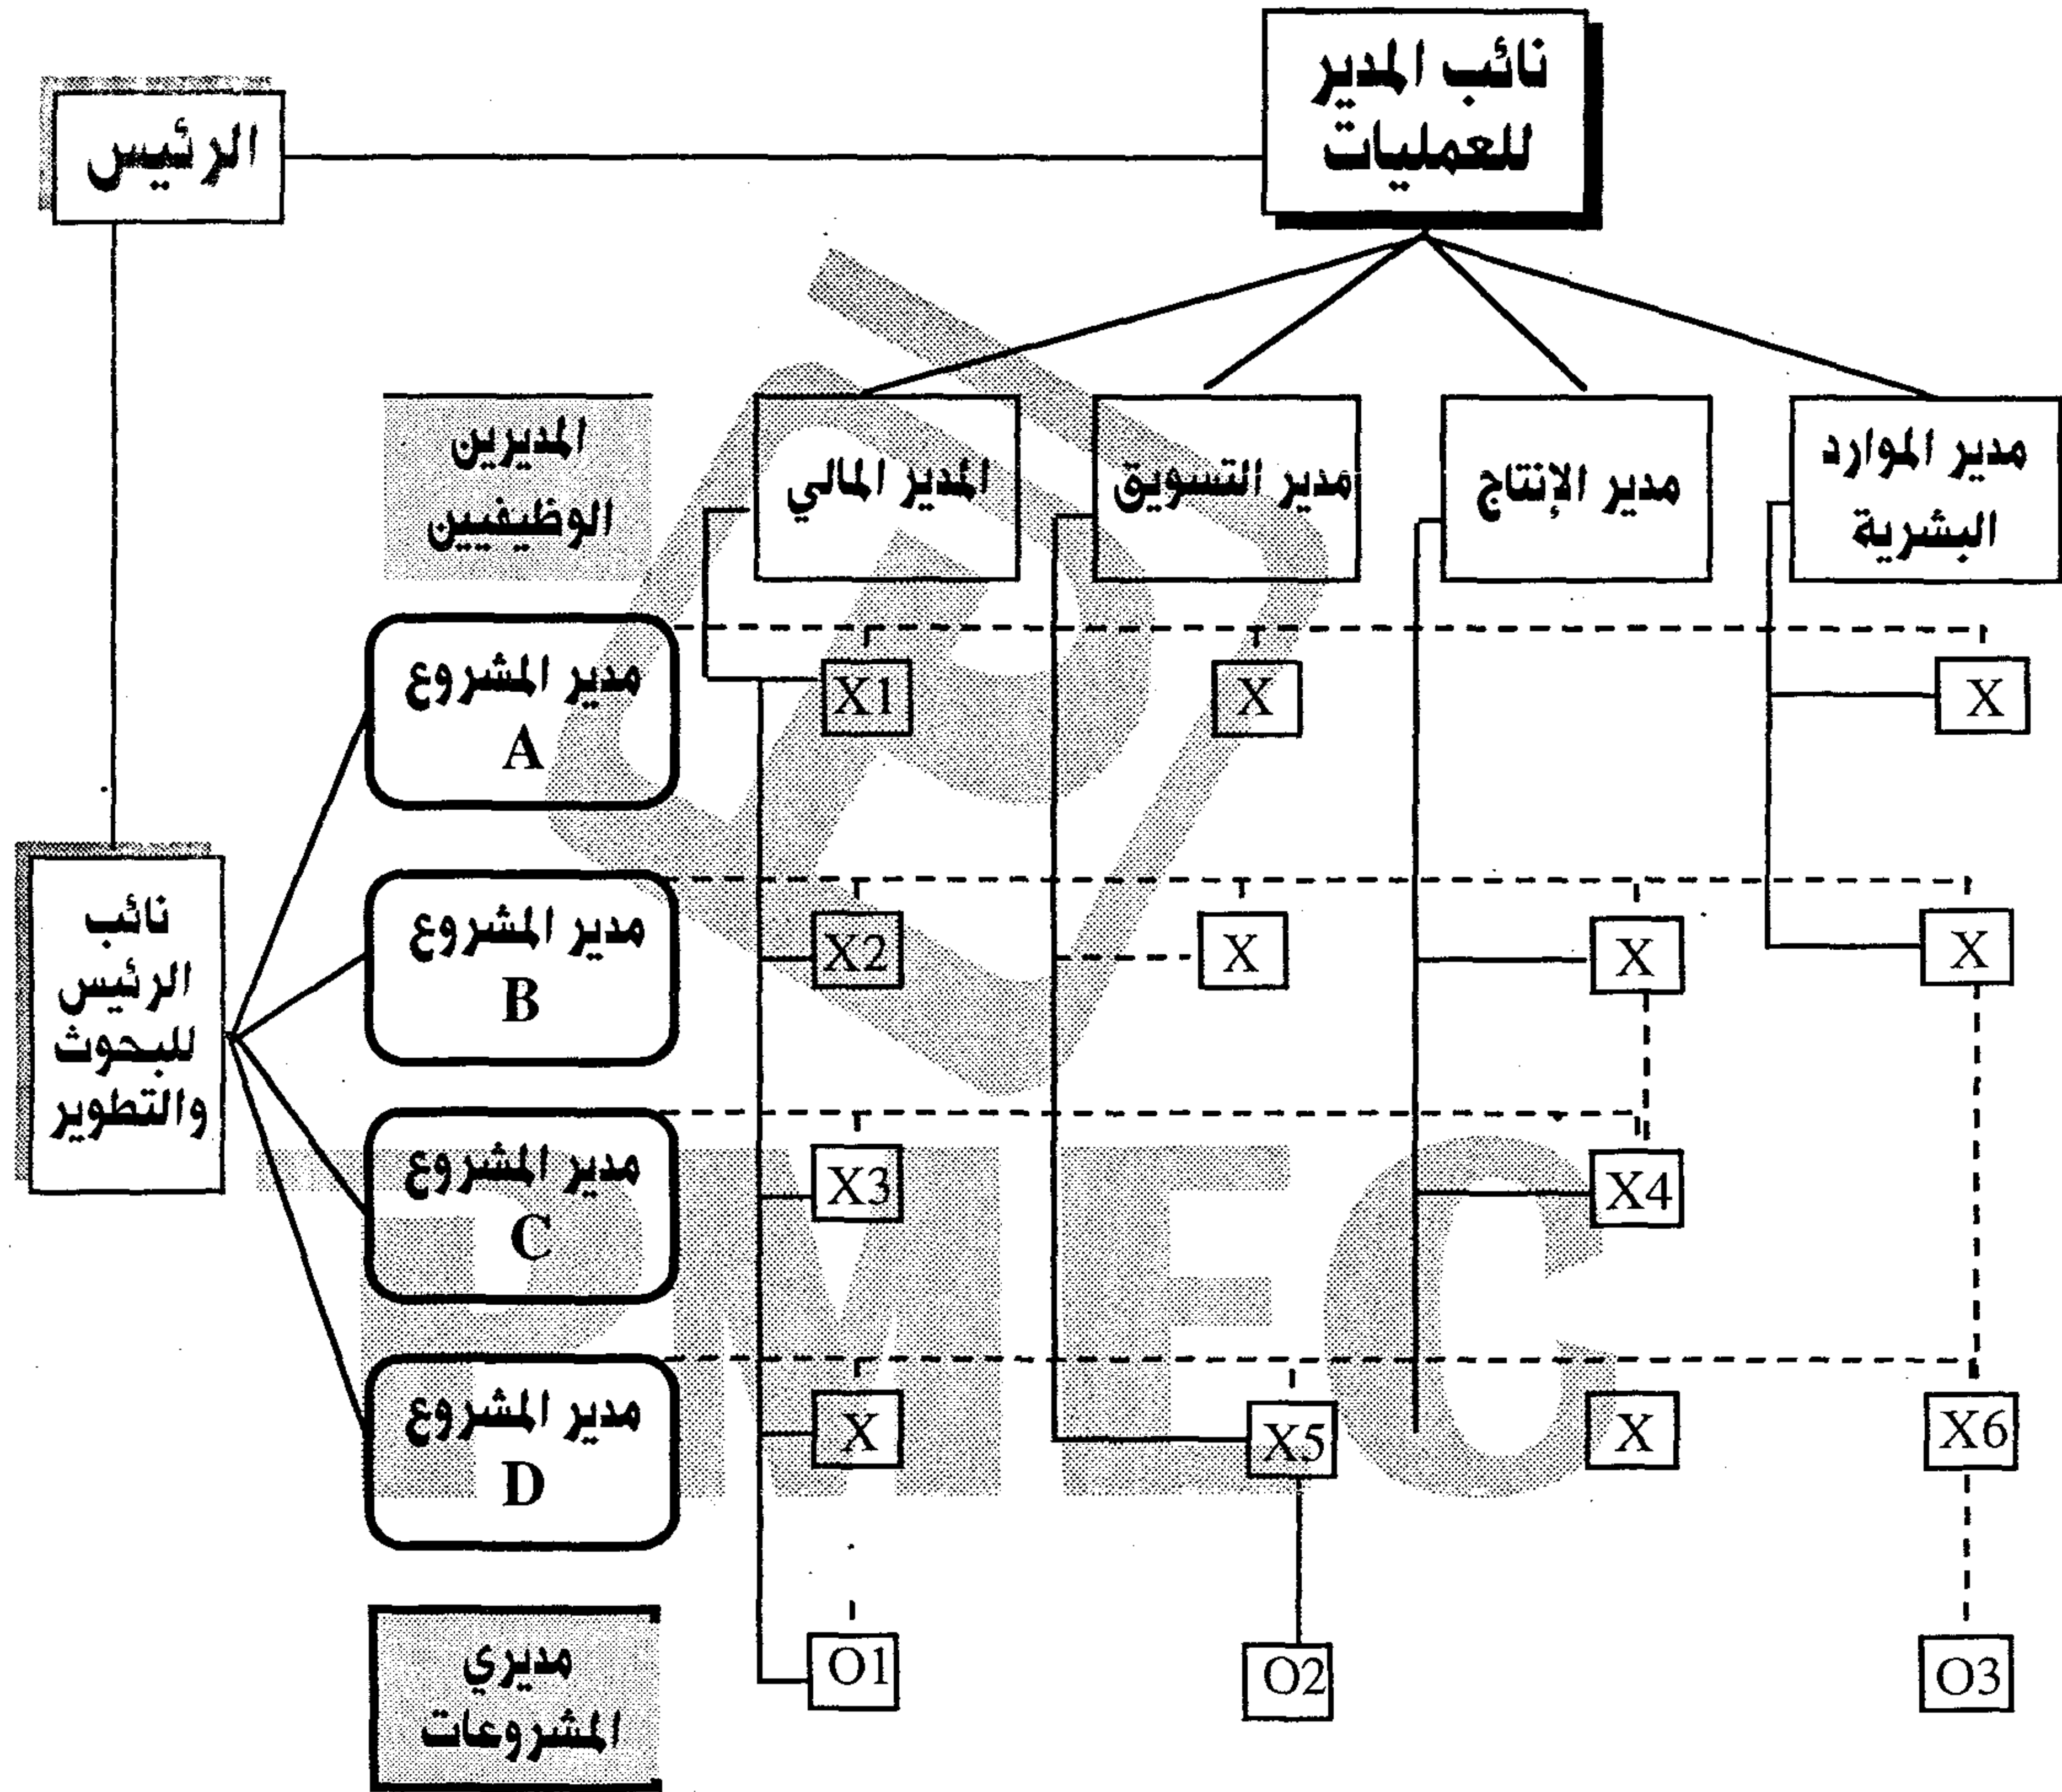 نائب المدير
للعمليات
الرئيس
المديرين
الوظيفيين
المدير المالي
مدير التسويق
مدير الإنتاج
مدير الموارد
البشرية
مدير المشروع
A
X1
X
X
نائب
الرئيس
للبحوث
والتطوير
مدير المشروع
B
X2
X
X
X
مدير المشروع
C
X3
X4
مدير المشروع
D
X
X5
X
X6
مديري
المشروعات
O1
O2
O3
PMEC